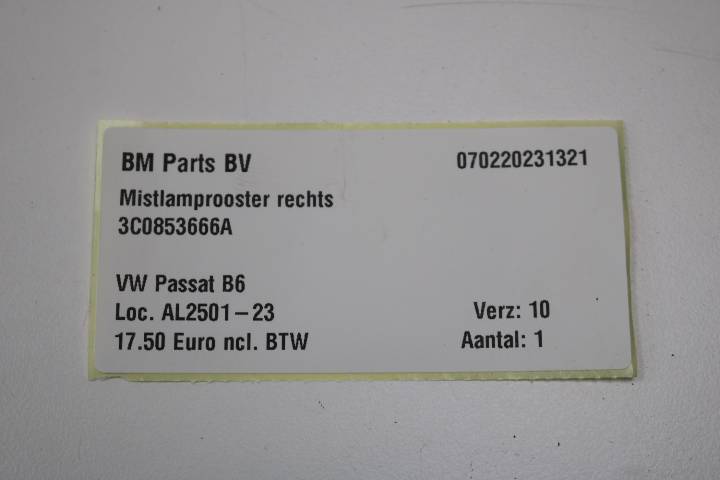 BM Parts BV 070220231321
Mistlamprooster rechts
3C0853666A
VW Passat B6
Loc. AL2501-23 Verz: 10
17.50 Euro ncl. BTW Aantal: 1